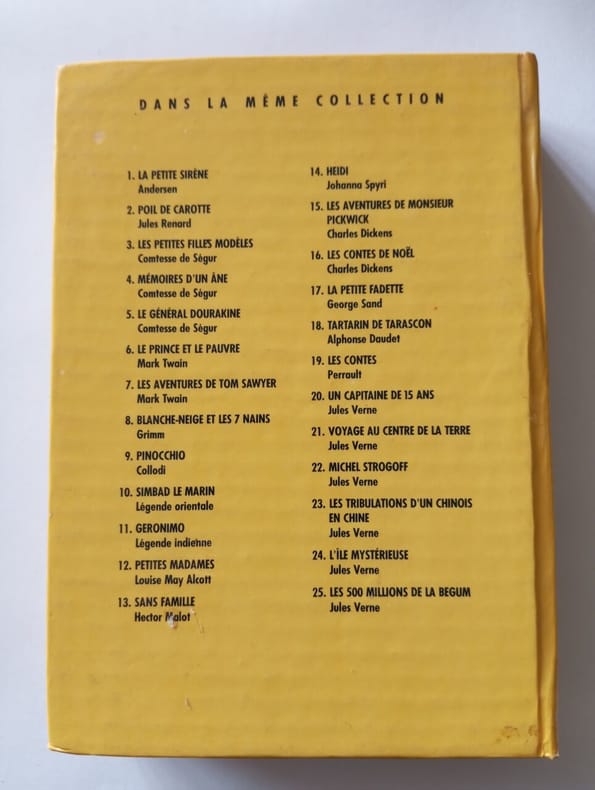 DANS LA MÊME COLLECTION
1. LA PETITE SIRÈNE
Andersen
2. POIL DE CAROTTE
Jules Renard
3. LES PETITES FILLES MODÈLES
Comtesse de Ségur
4. MÉMOIRES D'UN ÂNE
Comtesse de Ségur
5. LE GÉNÉRAL DOURAKINE
Comtesse de Ségur
6. LE PRINCE ET LE PAUVRE
Mark Twain
7. LES AVENTURES DE TOM SAWYER
Mark Twain
8. BLANCHE-NEIGE ET LES 7 NAINS
Grimm
9. PINOCCHIO
Collodi
10. SIMBAD LE MARIN
Légende orientale
11. GERONIMO
Légende indienne
12. PETITES MADAMES
Louise May Alcott
13. SANS FAMILLE
Hector Malot
14. HEIDI
Johanna Spyri
15. LES AVENTURES DE MONSIEUR
PICKWICK
Charles Dickens
16. LES CONTES DE NOËL
Charles Dickens
17. LA PETITE FADETTE
George Sand
18. TARTARIN DE TARASCON
Alphonse Daudet
19. LES CONTES
Perrault
20. UN CAPITAINE DE 15 ANS
Jules Verne
21. VOYAGE AU CENTRE DE LA TERRE
Jules Verne
22. MICHEL STROGOFF
Jules Verne
23. LES TRIBULATIONS D'UN CHINOIS
EN CHINE
Jules Verne
24. L'ÎLE MYSTÉRIEUSE
Jules Verne
25. LES 500 MILLIONS DE LA BEGUM
Jules Verne